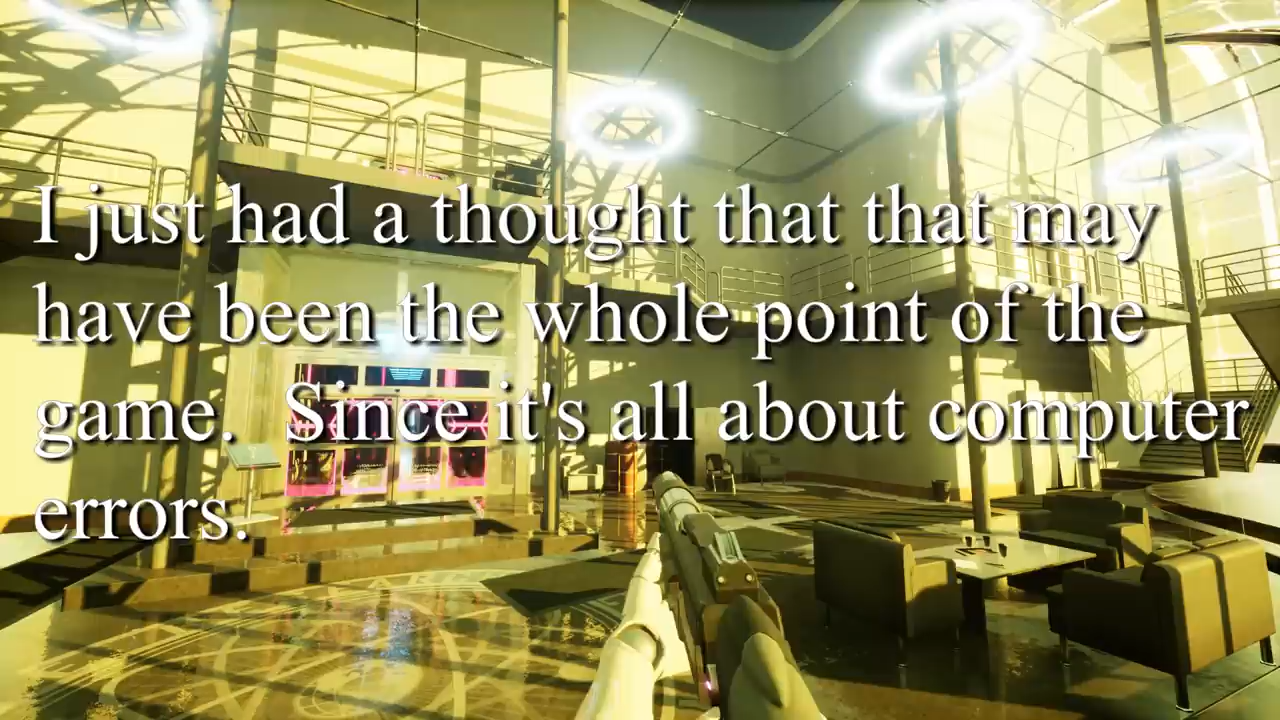 I just had a thought that that may
have been the whole point of the
game.  Since it's all about computer
errors.